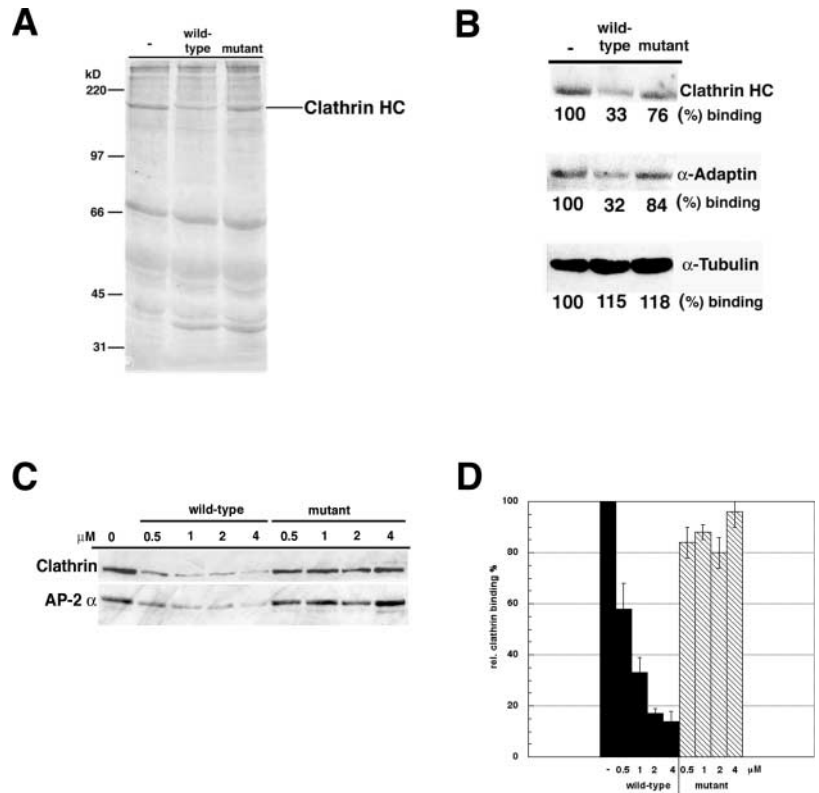 A
-
wild-
type
mutant
kD
220
Clathrin HC
97
66
45
31
B
-
wild-
type
mutant
Clathrin HC
100 33 76 (%) binding
α-Adaptin
100 32 84 (%) binding
α-Tubulin
100 115 118 (%) binding
C
wild-type mutant
μM 0 0.5 1 2 4 0.5 1 2 4
Clathrin
AP-2 α
D
rel. clathrin binding %
100
80
60
40
20
0
- 0.5 1 2 4 0.5 1 2 4 μM
wild-type mutant